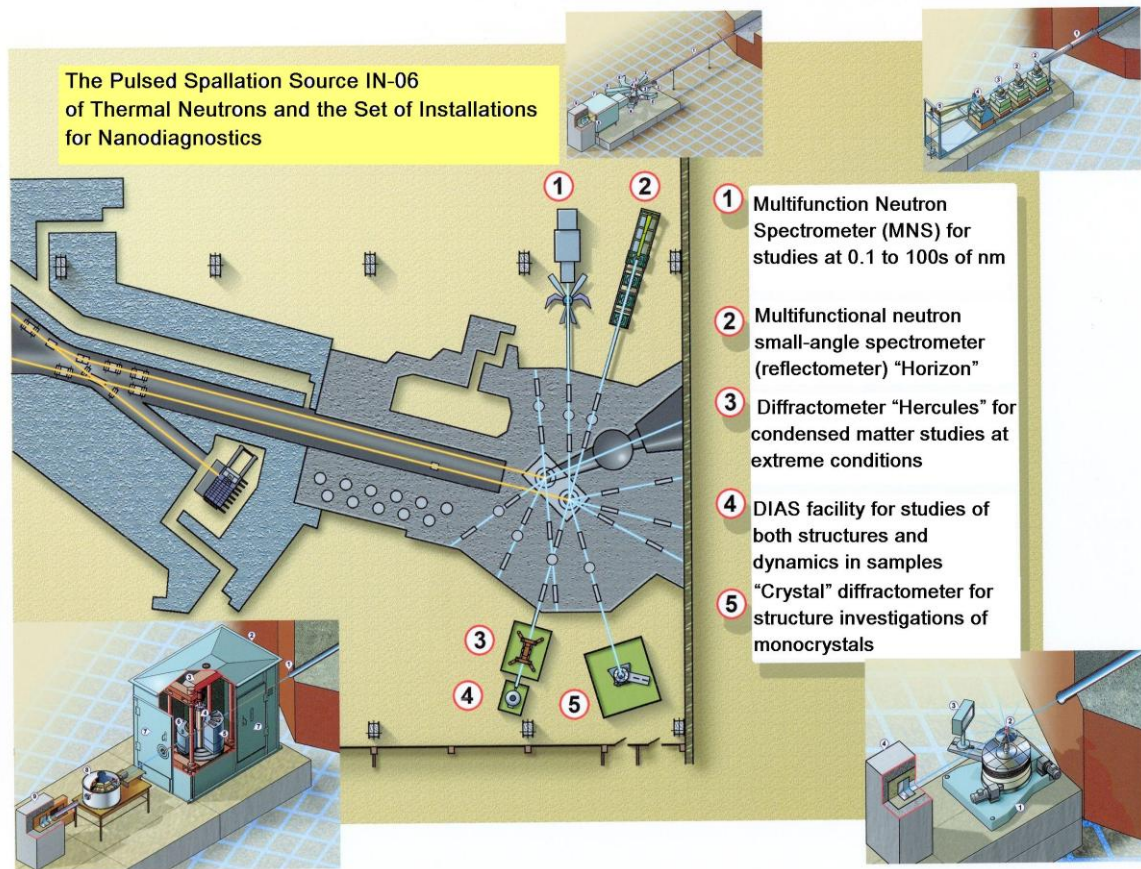 The Pulsed Spallation Source IN-06
of Thermal Neutrons and the Set of Installations
for Nanodiagnostics
1
2
3
4
5
1 Multifunction Neutron
Spectrometer (MNS) for
studies at 0.1 to 100s of nm
2 Multifunctional neutron
small-angle spectrometer
(reflectometer) “Horizon”
3 Diffractometer “Hercules” for
condensed matter studies at
extreme conditions
4 DIAS facility for studies of
both structures and
dynamics in samples
5 “Crystal” diffractometer for
structure investigations of
monocrystals